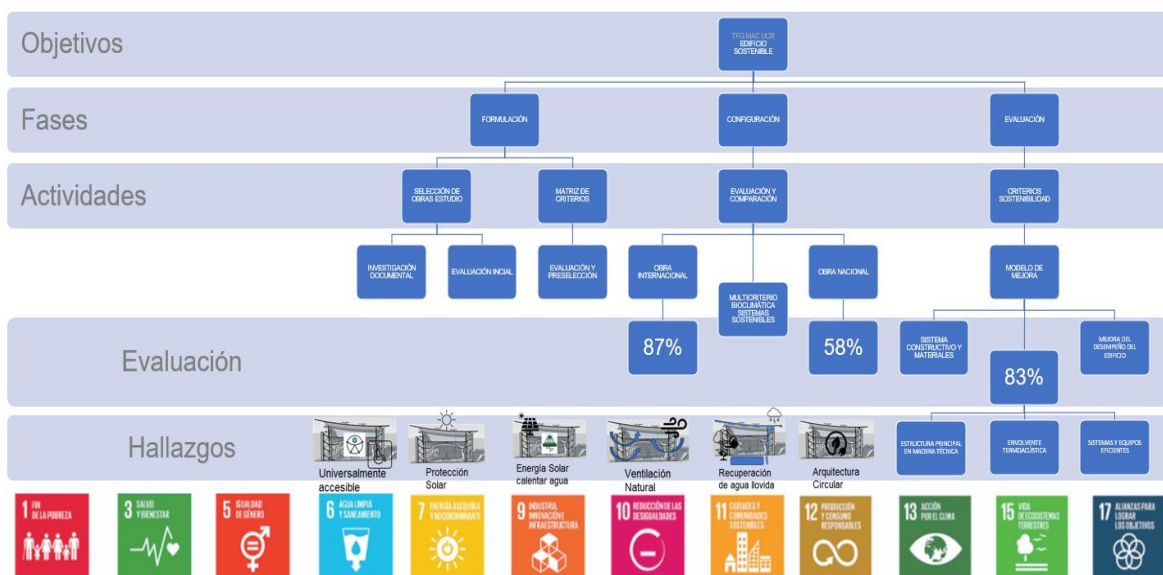 Objetivos
TFG MAC UCR
EDIFICIO
SOSTENIBLE
Fases
FORMULACIÓN
CONFIGURACIÓN
EVALUACIÓN
Actividades
SELECCIÓN DE
OBRAS ESTUDIO
MATRIZ DE
CRITERIOS
EVALUACIÓN Y
COMPARACIÓN
CRITERIOS
SOSTENIBILIDAD
INVESTIGACIÓN
DOCUMENTAL
EVALUACIÓN INCIAL
EVALUACIÓN Y
PRESELECCIÓN
OBRA
INTERNACIONAL
MULTICRITERIO
BIOCLIMÁTICA
SISTEMAS
SOSTENIBLES
OBRA NACIONAL
MODELO DE
MEJORA
Evaluación
87%
58%
SISTEMA
CONSTRUCTIVO Y
MATERIALES
83%
MEJORA DEL
DESEMPEÑO DEL
EDIFICIO
Hallazgos
Universalmente
accesible
Protección
Solar
Energía Solar
calentar agua
Ventilación
Natural
Recuperación
de agua llovida
Arquitectura
Circular
ESTRUCTURA PRINCIPAL
EN MADERA TÉCNICA
ENVOLVENTE
TERMOACÚSTICA
SISTEMAS Y EQUIPOS
EFICIENTES
1 FIN
DE LA POBREZA
3 SALUD
Y BIENESTAR
5 IGUALDAD
DE GÉNERO
6 AGUA LIMPIA
Y SANEAMIENTO
7 ENERGÍA ASEQUIBLE
Y NO CONTAMINANTE
9 INDUSTRIA,
INNOVACIÓN E
INFRAESTRUCTURA
10 REDUCCIÓN DE LAS
DESIGUALDADES
11 CIUDADES Y
COMUNIDADES
SOSTENIBLES
12 PRODUCCIÓN
Y CONSUMO
RESPONSABLES
13 ACCIÓN
POR EL CLIMA
15 VIDA
DE ECOSISTEMAS
TERRESTRES
17 ALIANZAS PARA
LOGRAR
LOS OBJETIVOS